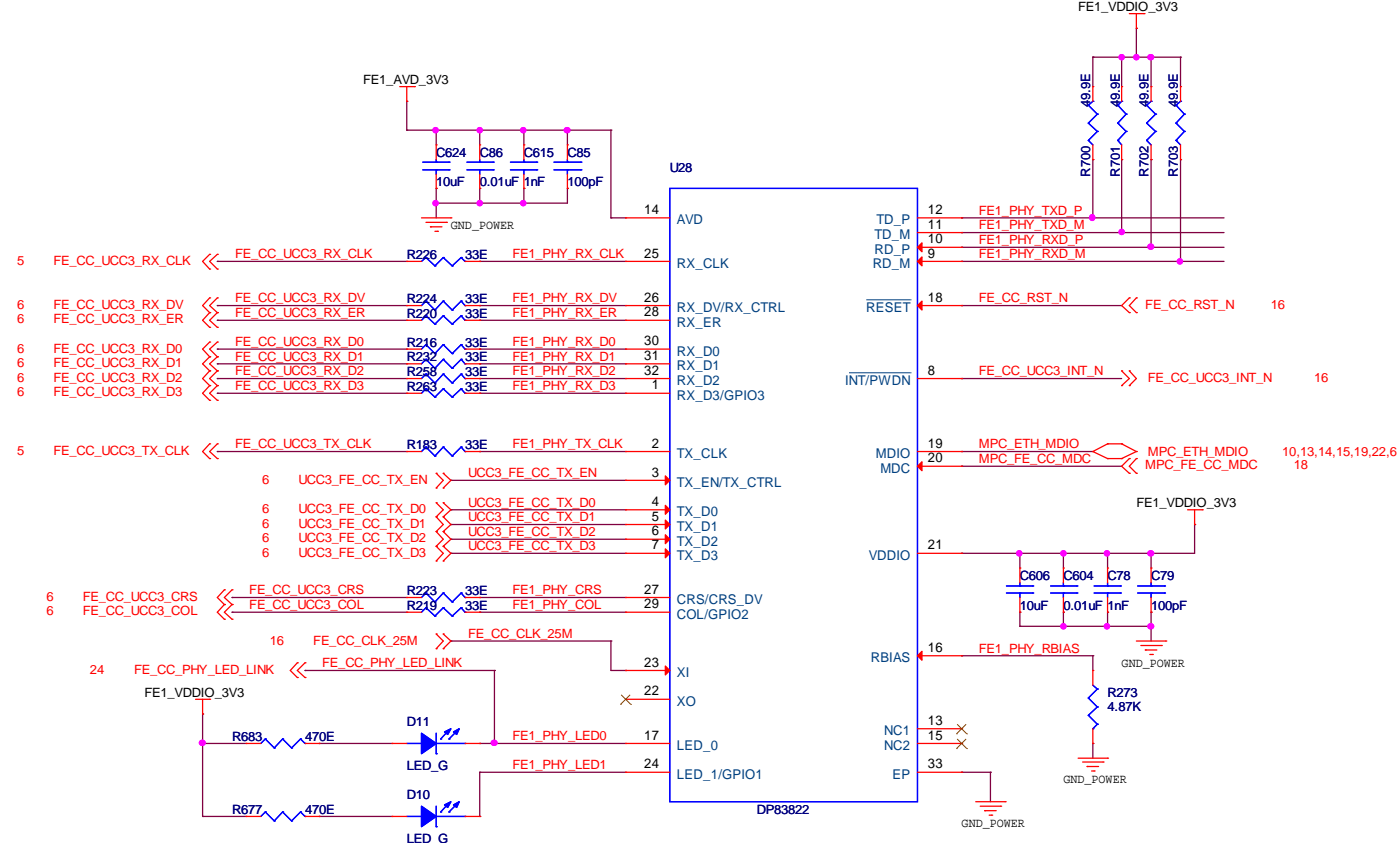 FE1_VDDIO_3V3
49.9E 49.9E 49.9E 49.9E
R700 R701 R702 R703
FE1_AVD_3V3
C624 C86 C615 C85
10uF 0.01uF 1nF 100pF
GND_POWER
U28
14 AVD
TD_P 12 FE1_PHY_TXD_P
TD_M 11 FE1_PHY_TXD_M
RD_P 10 FE1_PHY_RXD_P
RD_M 9 FE1_PHY_RXD_M
5 FE_CC_UCC3_RX_CLK FE_CC_UCC3_RX_CLK R226 33E FE1_PHY_RX_CLK 25 RX_CLK
6 FE_CC_UCC3_RX_DV FE_CC_UCC3_RX_DV R224 33E FE1_PHY_RX_DV 26 RX_DV/RX_CTRL
6 FE_CC_UCC3_RX_ER FE_CC_UCC3_RX_ER R220 33E FE1_PHY_RX_ER 28 RX_ER
RESET 18 FE_CC_RST_N FE_CC_RST_N 16
6 FE_CC_UCC3_RX_D0 FE_CC_UCC3_RX_D0 R216 33E FE1_PHY_RX_D0 30 RX_D0
6 FE_CC_UCC3_RX_D1 FE_CC_UCC3_RX_D1 R232 33E FE1_PHY_RX_D1 31 RX_D1
6 FE_CC_UCC3_RX_D2 FE_CC_UCC3_RX_D2 R258 33E FE1_PHY_RX_D2 32 RX_D2
6 FE_CC_UCC3_RX_D3 FE_CC_UCC3_RX_D3 R263 33E FE1_PHY_RX_D3 1 RX_D3/GPIO3
INT/PWDN 8 FE_CC_UCC3_INT_N FE_CC_UCC3_INT_N 16
5 FE_CC_UCC3_TX_CLK FE_CC_UCC3_TX_CLK R183 33E FE1_PHY_TX_CLK 2 TX_CLK
MDIO 19 MPC_ETH_MDIO MPC_ETH_MDIO 10,13,14,15,19,22,6
MDC 20 MPC_FE_CC_MDC MPC_FE_CC_MDC 18
6 UCC3_FE_CC_TX_EN UCC3_FE_CC_TX_EN 3 TX_EN/TX_CTRL
6 UCC3_FE_CC_TX_D0 UCC3_FE_CC_TX_D0 4 TX_D0
6 UCC3_FE_CC_TX_D1 UCC3_FE_CC_TX_D1 5 TX_D1
6 UCC3_FE_CC_TX_D2 UCC3_FE_CC_TX_D2 6 TX_D2
6 UCC3_FE_CC_TX_D3 UCC3_FE_CC_TX_D3 7 TX_D3
FE1_VDDIO_3V3
VDDIO 21
C606 C604 C78 C79
10uF 0.01uF 1nF 100pF
GND_POWER
6 FE_CC_UCC3_CRS FE_CC_UCC3_CRS R223 33E FE1_PHY_CRS 27 CRS/CRS_DV
6 FE_CC_UCC3_COL FE_CC_UCC3_COL R219 33E FE1_PHY_COL 29 COL/GPIO2
16 FE_CC_CLK_25M FE_CC_CLK_25M 23 XI
RBIAS 16 FE1_PHY_RBIAS
R273
4.87K
GND_POWER
24 FE_CC_PHY_LED_LINK FE_CC_PHY_LED_LINK
22 XO
FE1_VDDIO_3V3
R683 470E D11 LED_G FE1_PHY_LED0 17 LED_0
NC1 13
NC2 15
R677 470E D10 LED_G FE1_PHY_LED1 24 LED_1/GPIO1
EP 33
GND_POWER
DP83822